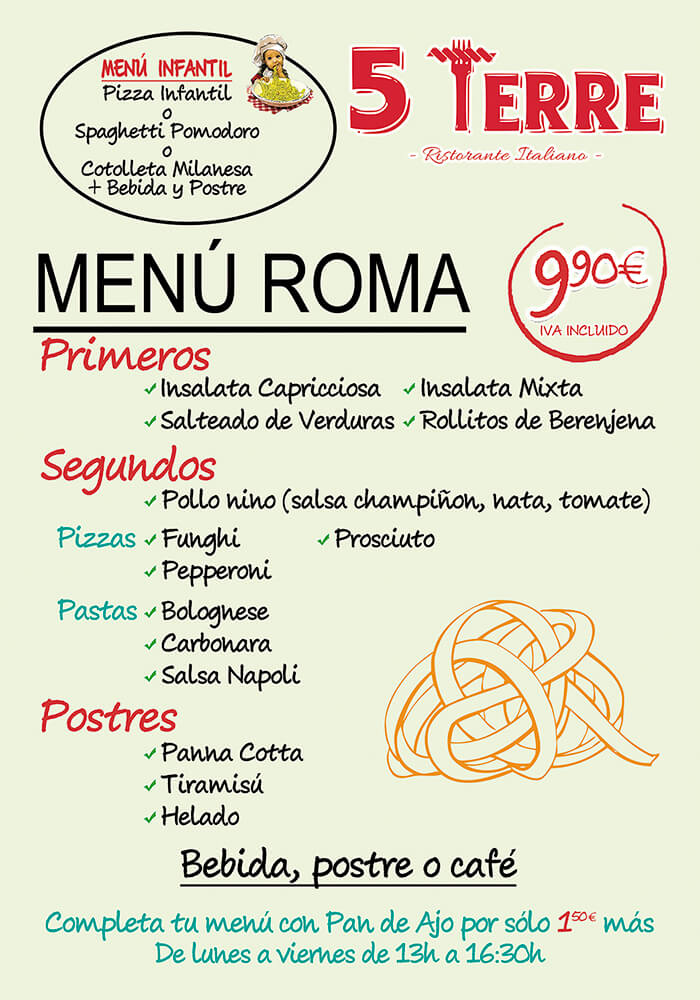 MENÚ INFANTIL
Pizza Infantil
o
Spaghetti Pomodoro
o
Cotolleta Milanesa
+ Bebida y Postre
5 TERRE
- Ristorante Italiano -
MENÚ ROMA
9,90€
IVA INCLUIDO
Primeros
Insalata Capricciosa
Insalata Mixta
Salteado de Verduras
Rollitos de Berenjena
Segundos
Pollo nino (salsa champiñon, nata, tomate)
Pizzas
Funghi
Prosciuto
Pepperoni
Pastas
Bolognese
Carbonara
Salsa Napoli
Postres
Panna Cotta
Tiramisú
Helado
Bebida, postre o café
Completa tu menú con Pan de Ajo por sólo 1'50€ más
De lunes a viernes de 13h a 16:30h